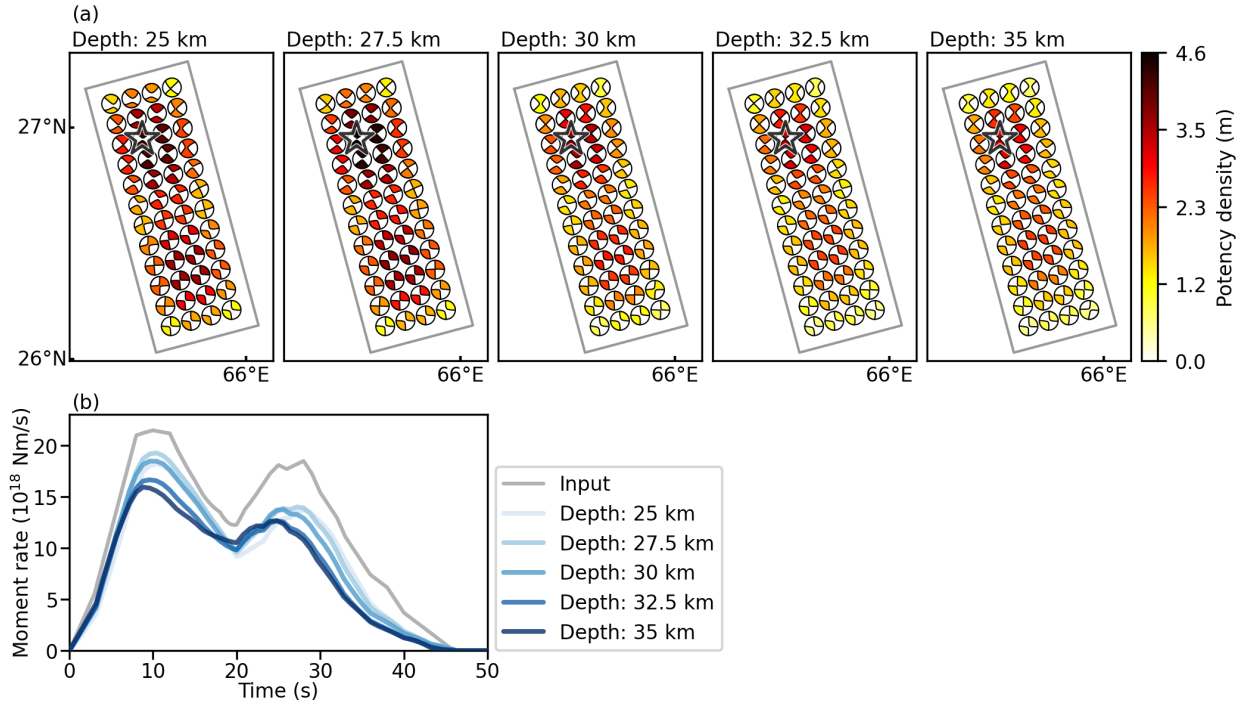 (a)
Depth: 25 km
Depth: 27.5 km
Depth: 30 km
Depth: 32.5 km
Depth: 35 km
27°N
26°N
66°E
66°E
66°E
66°E
66°E
4.6
3.5
2.3
1.2
0.0
Potency density (m)
(b)
Moment rate (10¹⁸ Nm/s)
20
15
10
5
0
0 10 20 30 40 50
Time (s)
Input
Depth: 25 km
Depth: 27.5 km
Depth: 30 km
Depth: 32.5 km
Depth: 35 km